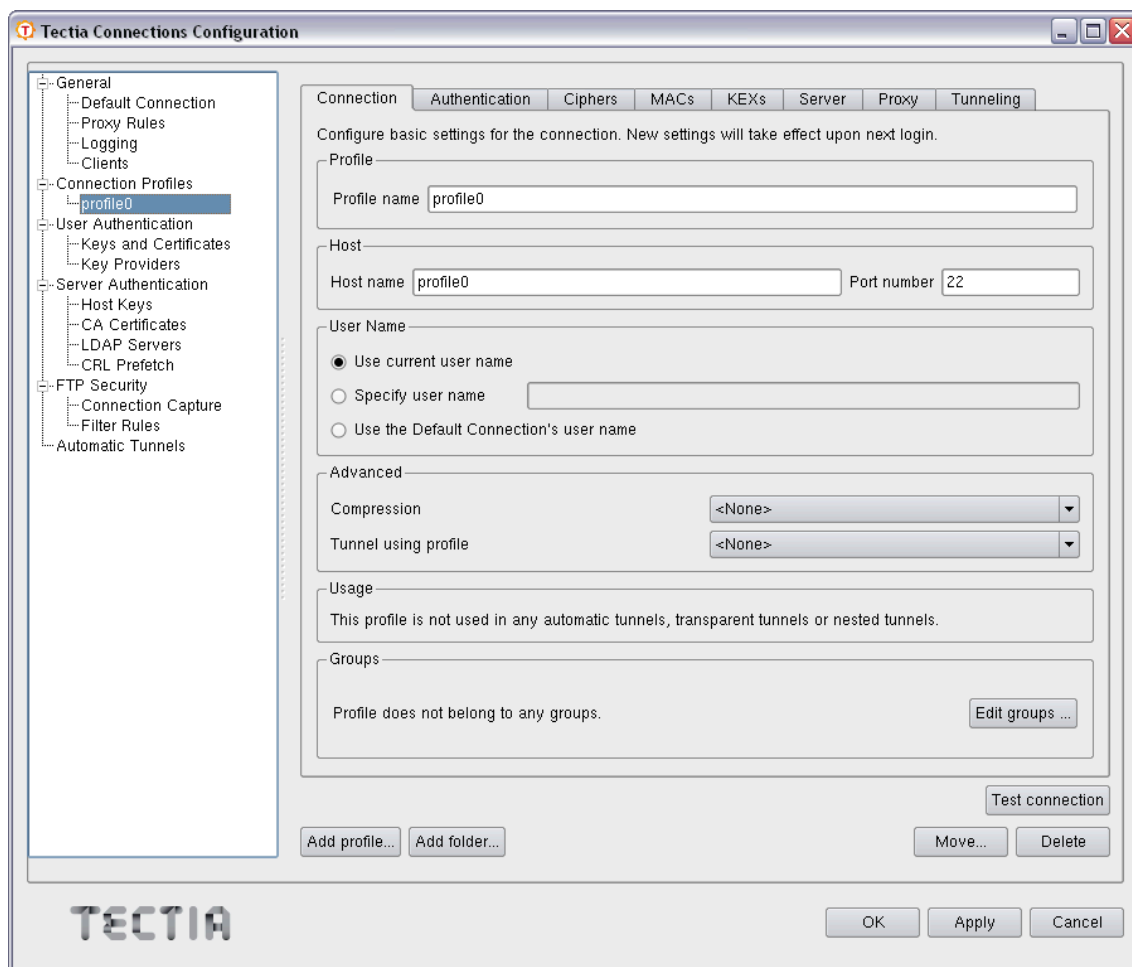 Tectia Connections Configuration
General
Default Connection
Proxy Rules
Logging
Clients
Connection Profiles
profile0
User Authentication
Keys and Certificates
Key Providers
Server Authentication
Host Keys
CA Certificates
LDAP Servers
CRL Prefetch
FTP Security
Connection Capture
Filter Rules
Automatic Tunnels
Connection Authentication Ciphers MACs KEXs Server Proxy Tunneling
Configure basic settings for the connection. New settings will take effect upon next login.
Profile
Profile name profile0
Host
Host name profile0 Port number 22
User Name
Use current user name
Specify user name
Use the Default Connection's user name
Advanced
Compression <None>
Tunnel using profile <None>
Usage
This profile is not used in any automatic tunnels, transparent tunnels or nested tunnels.
Groups
Profile does not belong to any groups. Edit groups ...
Test connection
Add profile... Add folder... Move... Delete
TECTIA
OK Apply Cancel